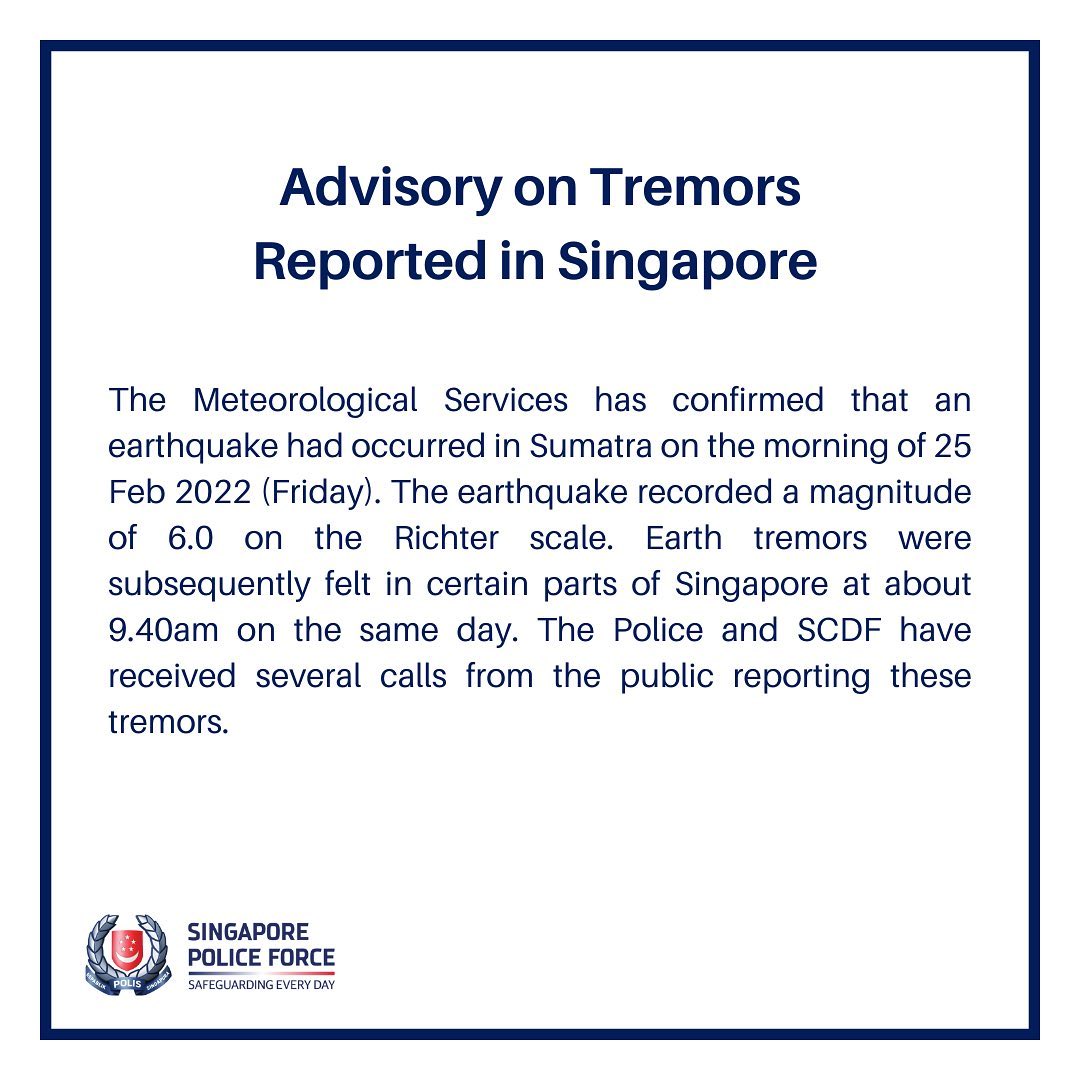 Advisory on Tremors
Reported in Singapore
The Meteorological Services has confirmed that an
earthquake had occurred in Sumatra on the morning of 25
Feb 2022 (Friday). The earthquake recorded a magnitude
of 6.0 on the Richter scale. Earth tremors were
subsequently felt in certain parts of Singapore at about
9.40am on the same day. The Police and SCDF have
received several calls from the public reporting these
tremors.
REPUBLIK POLIS SINGAPURA
SINGAPORE
POLICE FORCE
SAFEGUARDING EVERY DAY